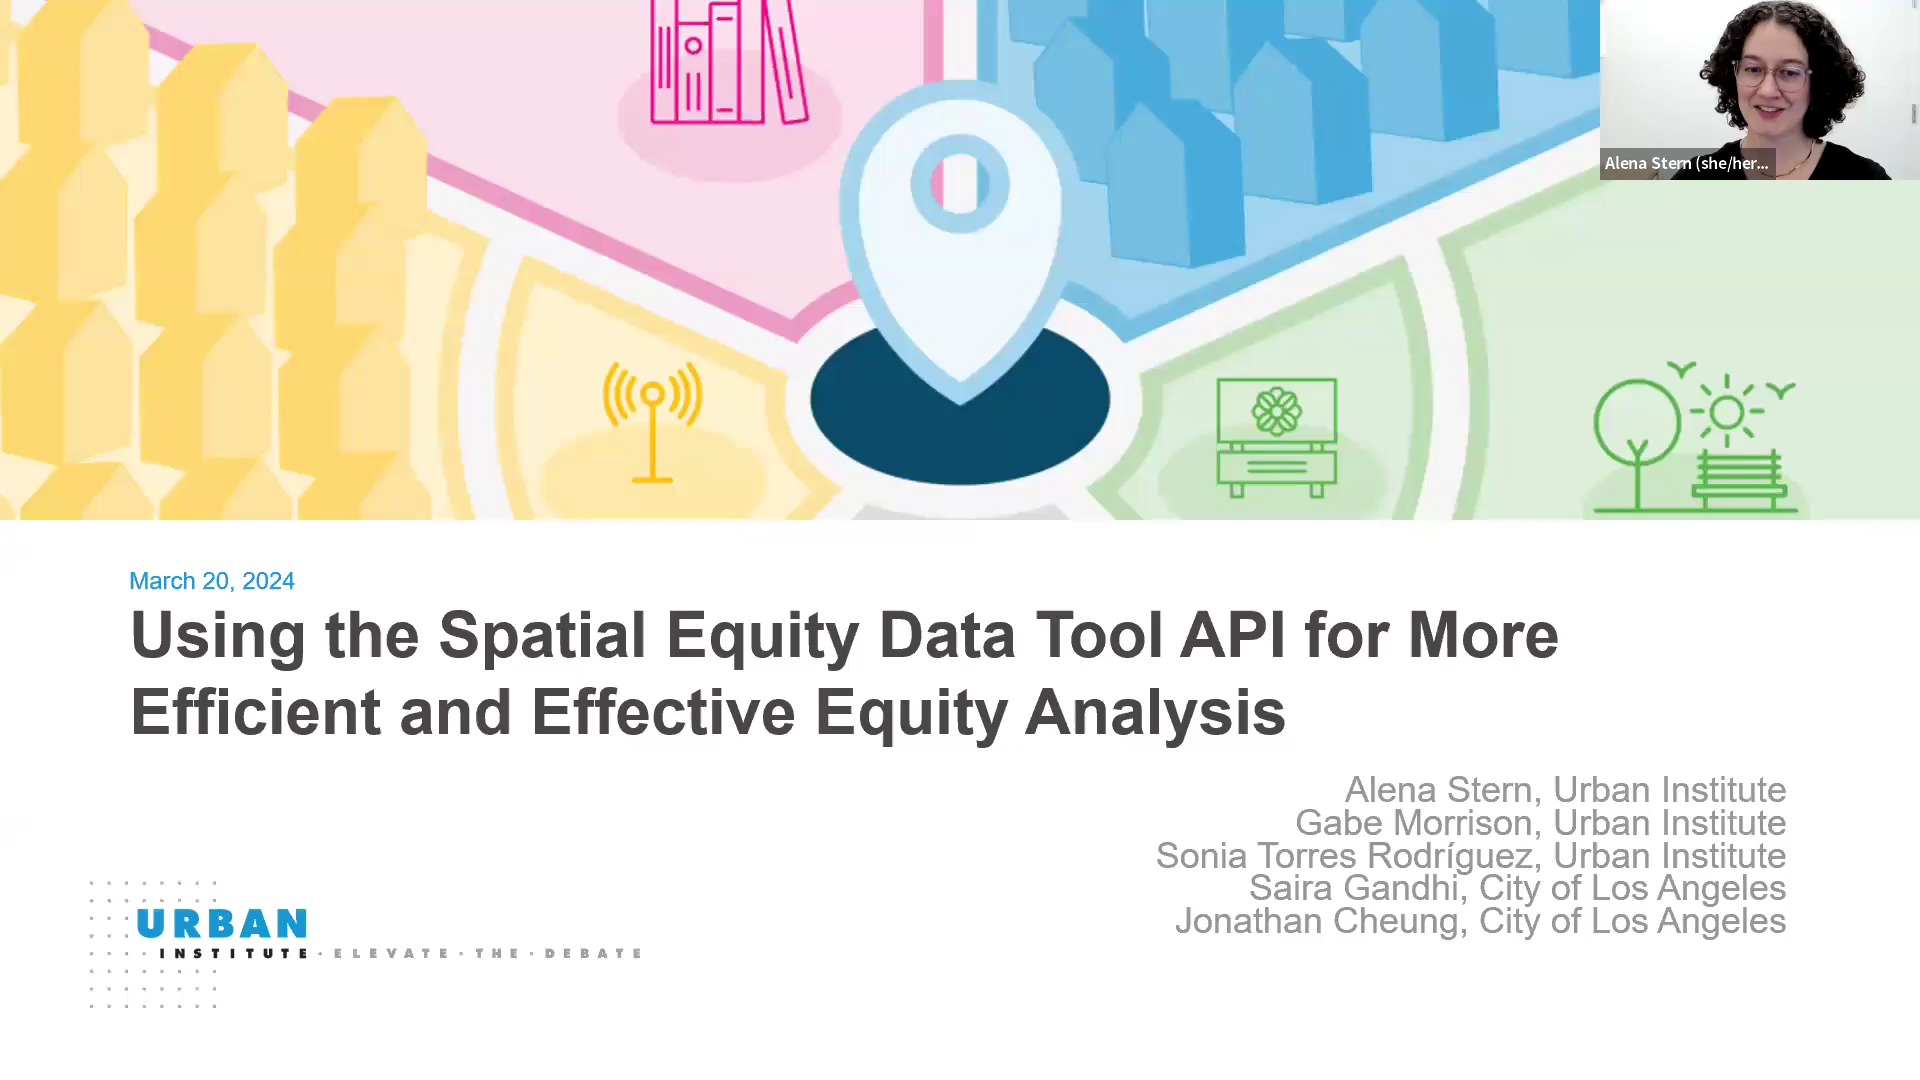 Alena Stern (she/her...
March 20, 2024
Using the Spatial Equity Data Tool API for More
Efficient and Effective Equity Analysis
Alena Stern, Urban Institute
Gabe Morrison, Urban Institute
Sonia Torres Rodríguez, Urban Institute
Saira Gandhi, City of Los Angeles
Jonathan Cheung, City of Los Angeles
URBAN
INSTITUTE · ELEVATE · THE · DEBATE